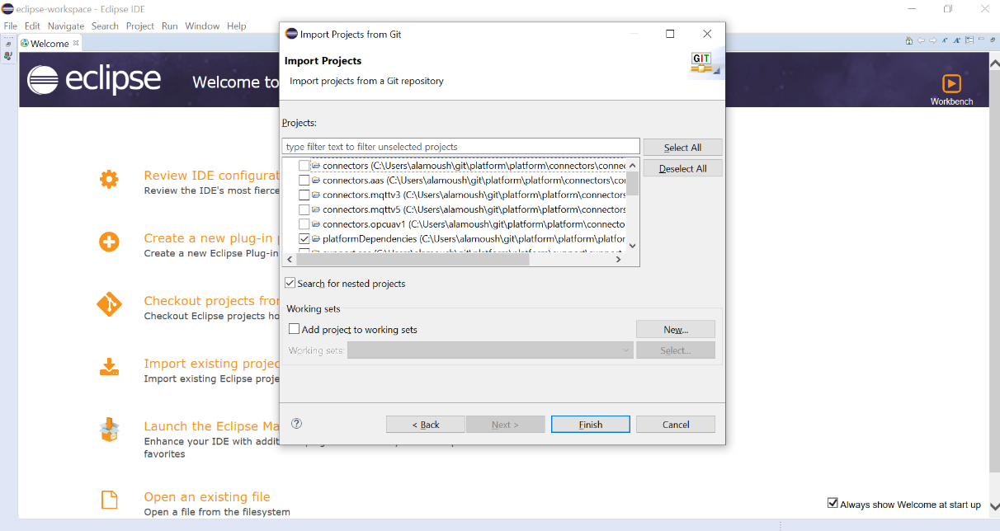 eclipse-workspace - Eclipse IDE
File Edit Navigate Search Project Run Window Help
Welcome
eclipse Welcome to
Workbench
Review IDE configurat
Review the IDE's most fierce
Create a new plug-in
Create a new Eclipse Plug-in
Checkout projects from
Checkout Eclipse projects ho
Import existing projec
Import existing Eclipse proje
Launch the Eclipse Ma
Enhance your IDE with addit
favorites
Open an existing file
Open a file from the filesystem
Always show Welcome at start up
Import Projects from Git
Import Projects
Import projects from a Git repository
GIT
Projects:
type filter text to filter unselected projects
Select All
Deselect All
connectors (C:\Users\alamoush\git\platform\platform\connectors\connec
connectors.aas (C:\Users\alamoush\git\platform\platform\connectors\con
connectors.mqttv3 (C:\Users\alamoush\git\platform\platform\connectors
connectors.mqttv5 (C:\Users\alamoush\git\platform\platform\connectors
connectors.opcuav1 (C:\Users\alamoush\git\platform\platform\connecto
platformDependencies (C:\Users\alamoush\git\platform\platform\platfor
Search for nested projects
Working sets
Add project to working sets
New...
Working sets:
Select...
< Back Next > Finish Cancel